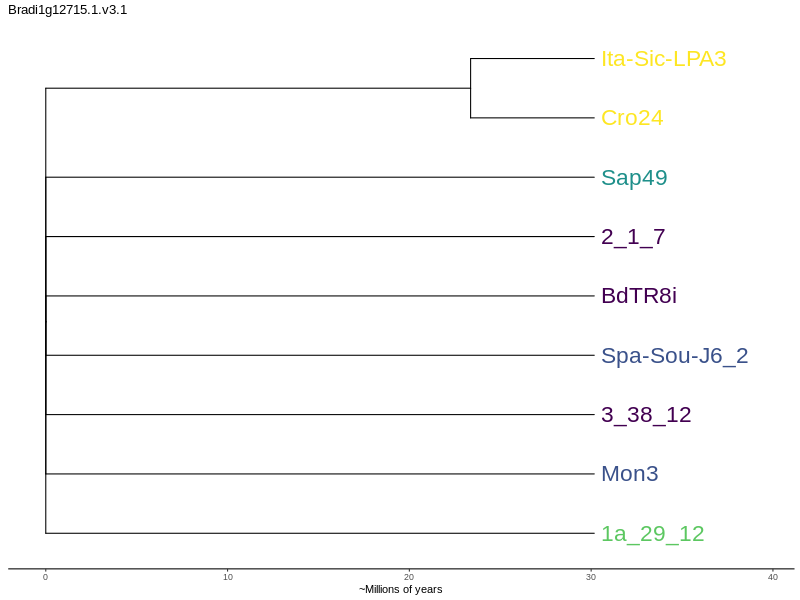 Bradi1g12715.1.v3.1
Ita-Sic-LPA3
Cro24
Sap49
2_1_7
BdTR8i
Spa-Sou-J6_2
3_38_12
Mon3
1a_29_12
0 10 20 30 40
~Millions of years